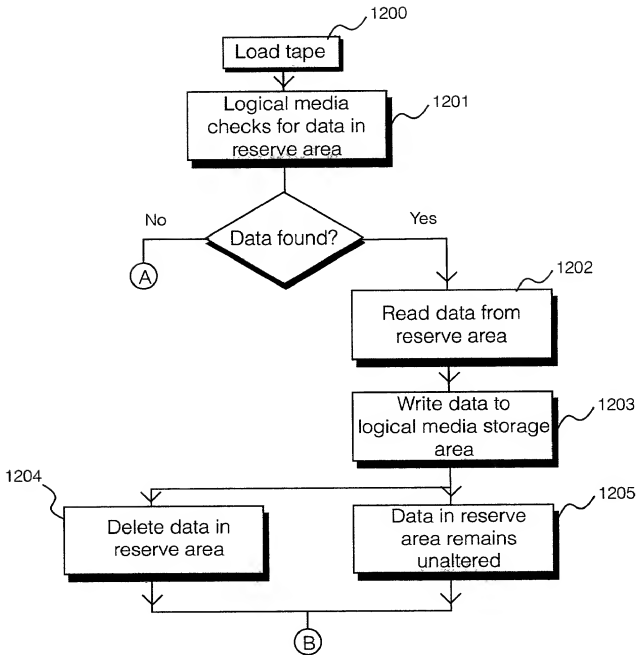 1200
Load tape
Logical media
checks for data in
reserve area
1201
No
Data found?
Yes
A
1202
Read data from
reserve area
Write data to
logical media storage
area
1203
1204
Delete data in
reserve area
Data in reserve
area remains
unaltered
1205
B